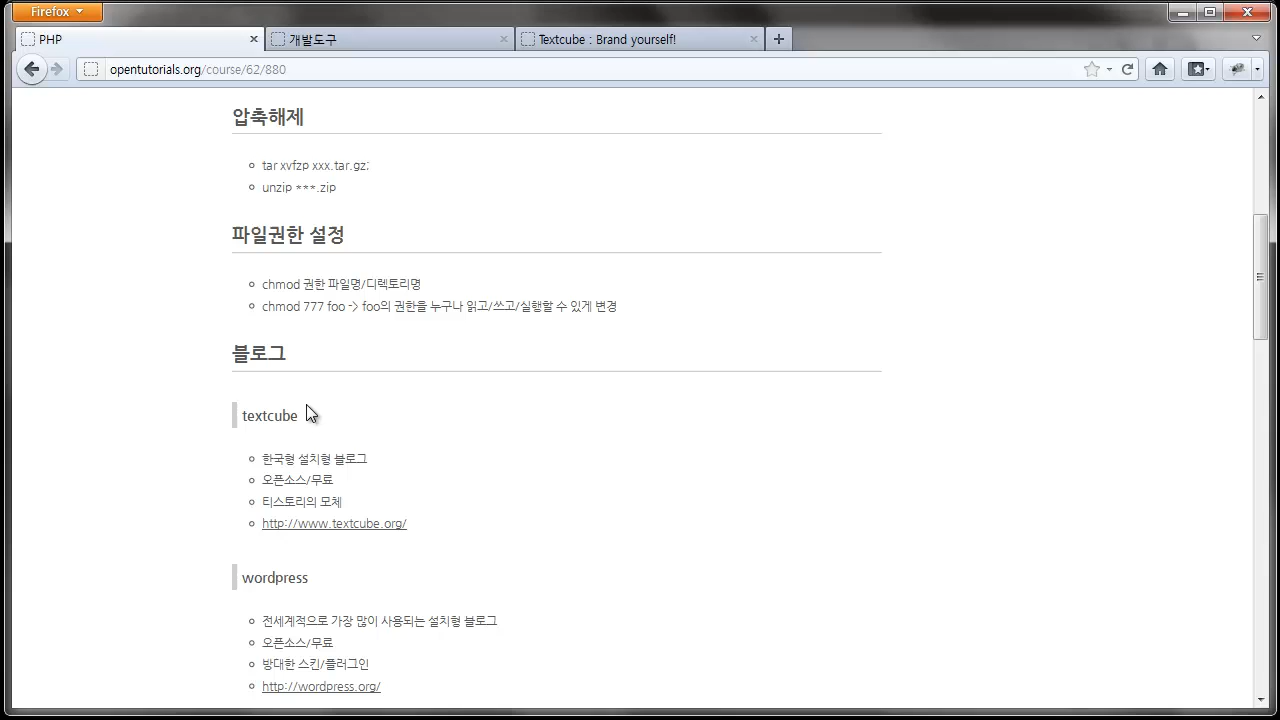 Firefox
PHP
개발도구
Textcube : Brand yourself!
opentutorials.org/course/62/880
압축해제
tar xvfzp xxx.tar.gz;
unzip ***.zip
파일권한 설정
chmod 권한 파일명/디렉토리명
chmod 777 foo -> foo의 권한을 누구나 읽고/쓰고/실행할 수 있게 변경
블로그
textcube
한국형 설치형 블로그
오픈소스/무료
티스토리의 모체
http://www.textcube.org/
wordpress
전세계적으로 가장 많이 사용되는 설치형 블로그
오픈소스/무료
방대한 스킨/플러그인
http://wordpress.org/